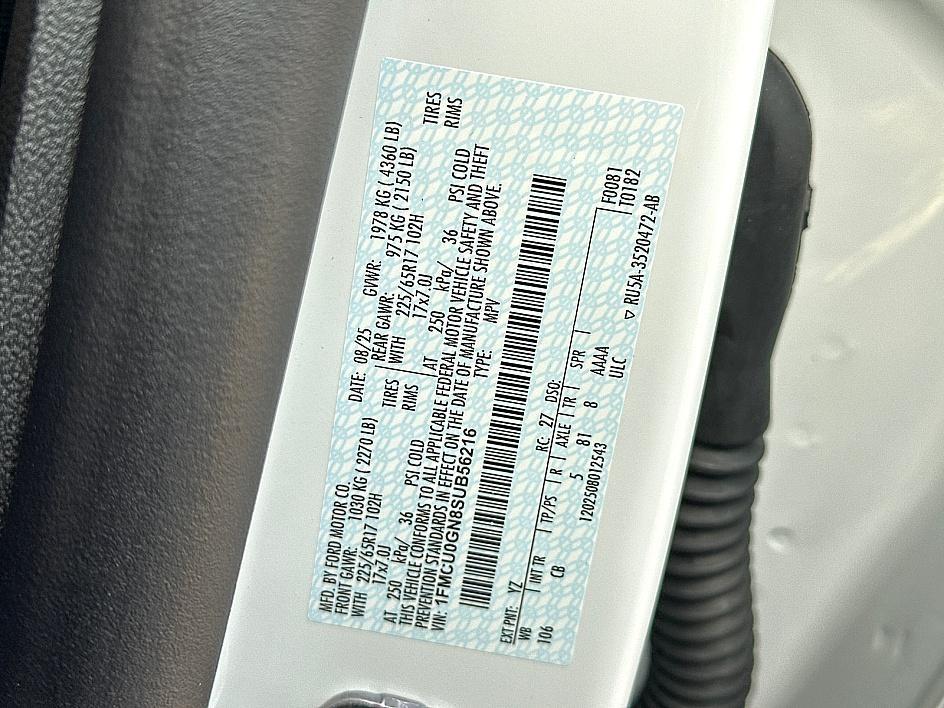 MFD. BY FORD MOTOR CO.
DATE: 08/25 GVWR: 1978 KG ( 4360 LB)
FRONT GAWR: 1030 KG ( 2270 LB) REAR GAWR: 975 KG ( 2150 LB)
WITH 225/65R17 102H TIRES WITH 225/65R17 102H TIRES
17x7.0J RIMS 17x7.0J RIMS
AT 250 kPa/ 36 PSI COLD AT 250 kPa/ 36 PSI COLD
THIS VEHICLE CONFORMS TO ALL APPLICABLE FEDERAL MOTOR VEHICLE SAFETY AND THEFT
PREVENTION STANDARDS IN EFFECT ON THE DATE OF MANUFACTURE SHOWN ABOVE.
VIN: 1FMCU0GN8SUB56216 TYPE: MPV
EXT PNT: YZ RC: 27 DSO: F0081
WB INT TR TP/PS R AXLE TR SPR T0182
106 CB 5 81 8 AAAA
120250B012543 ULC
▽ RU5A-3520472-AB